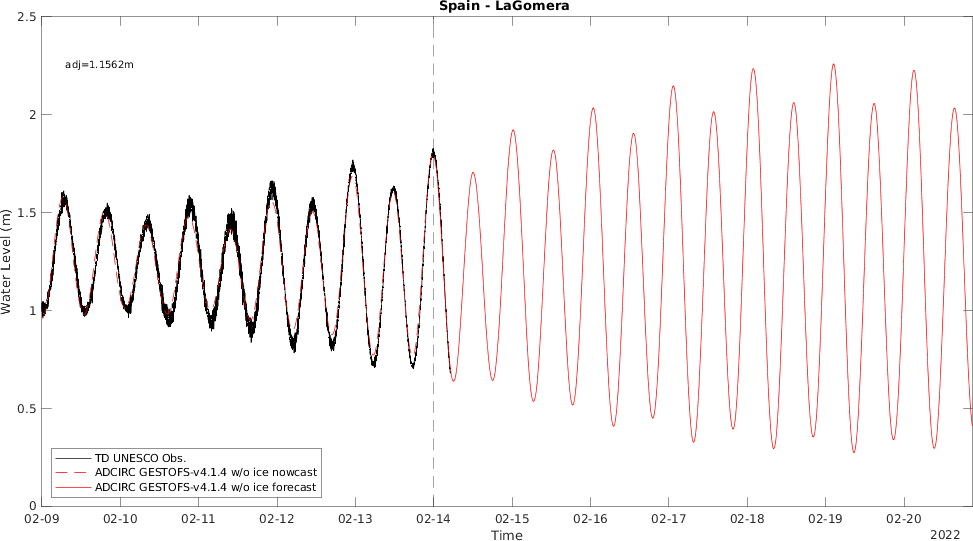 Spain - LaGomera
adj=1.1562m
Water Level (m)
2.5
2
1.5
1
0.5
0
TD UNESCO Obs.
ADCIRC GESTOFS-v4.1.4 w/o ice nowcast
ADCIRC GESTOFS-v4.1.4 w/o ice forecast
02-09 02-10 02-11 02-12 02-13 02-14 02-15 02-16 02-17 02-18 02-19 02-20
Time
2022